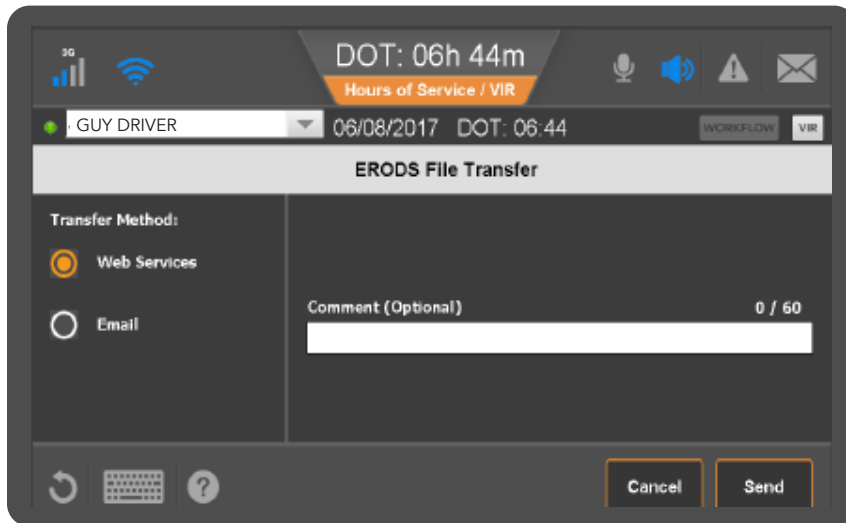 3G
DOT: 06h 44m
Hours of Service / VIR
GUY DRIVER
06/08/2017 DOT: 06:44
WORKFLOW
VIR
ERODS File Transfer
Transfer Method:
Web Services
Email
Comment (Optional)
0 / 60
?
Cancel
Send